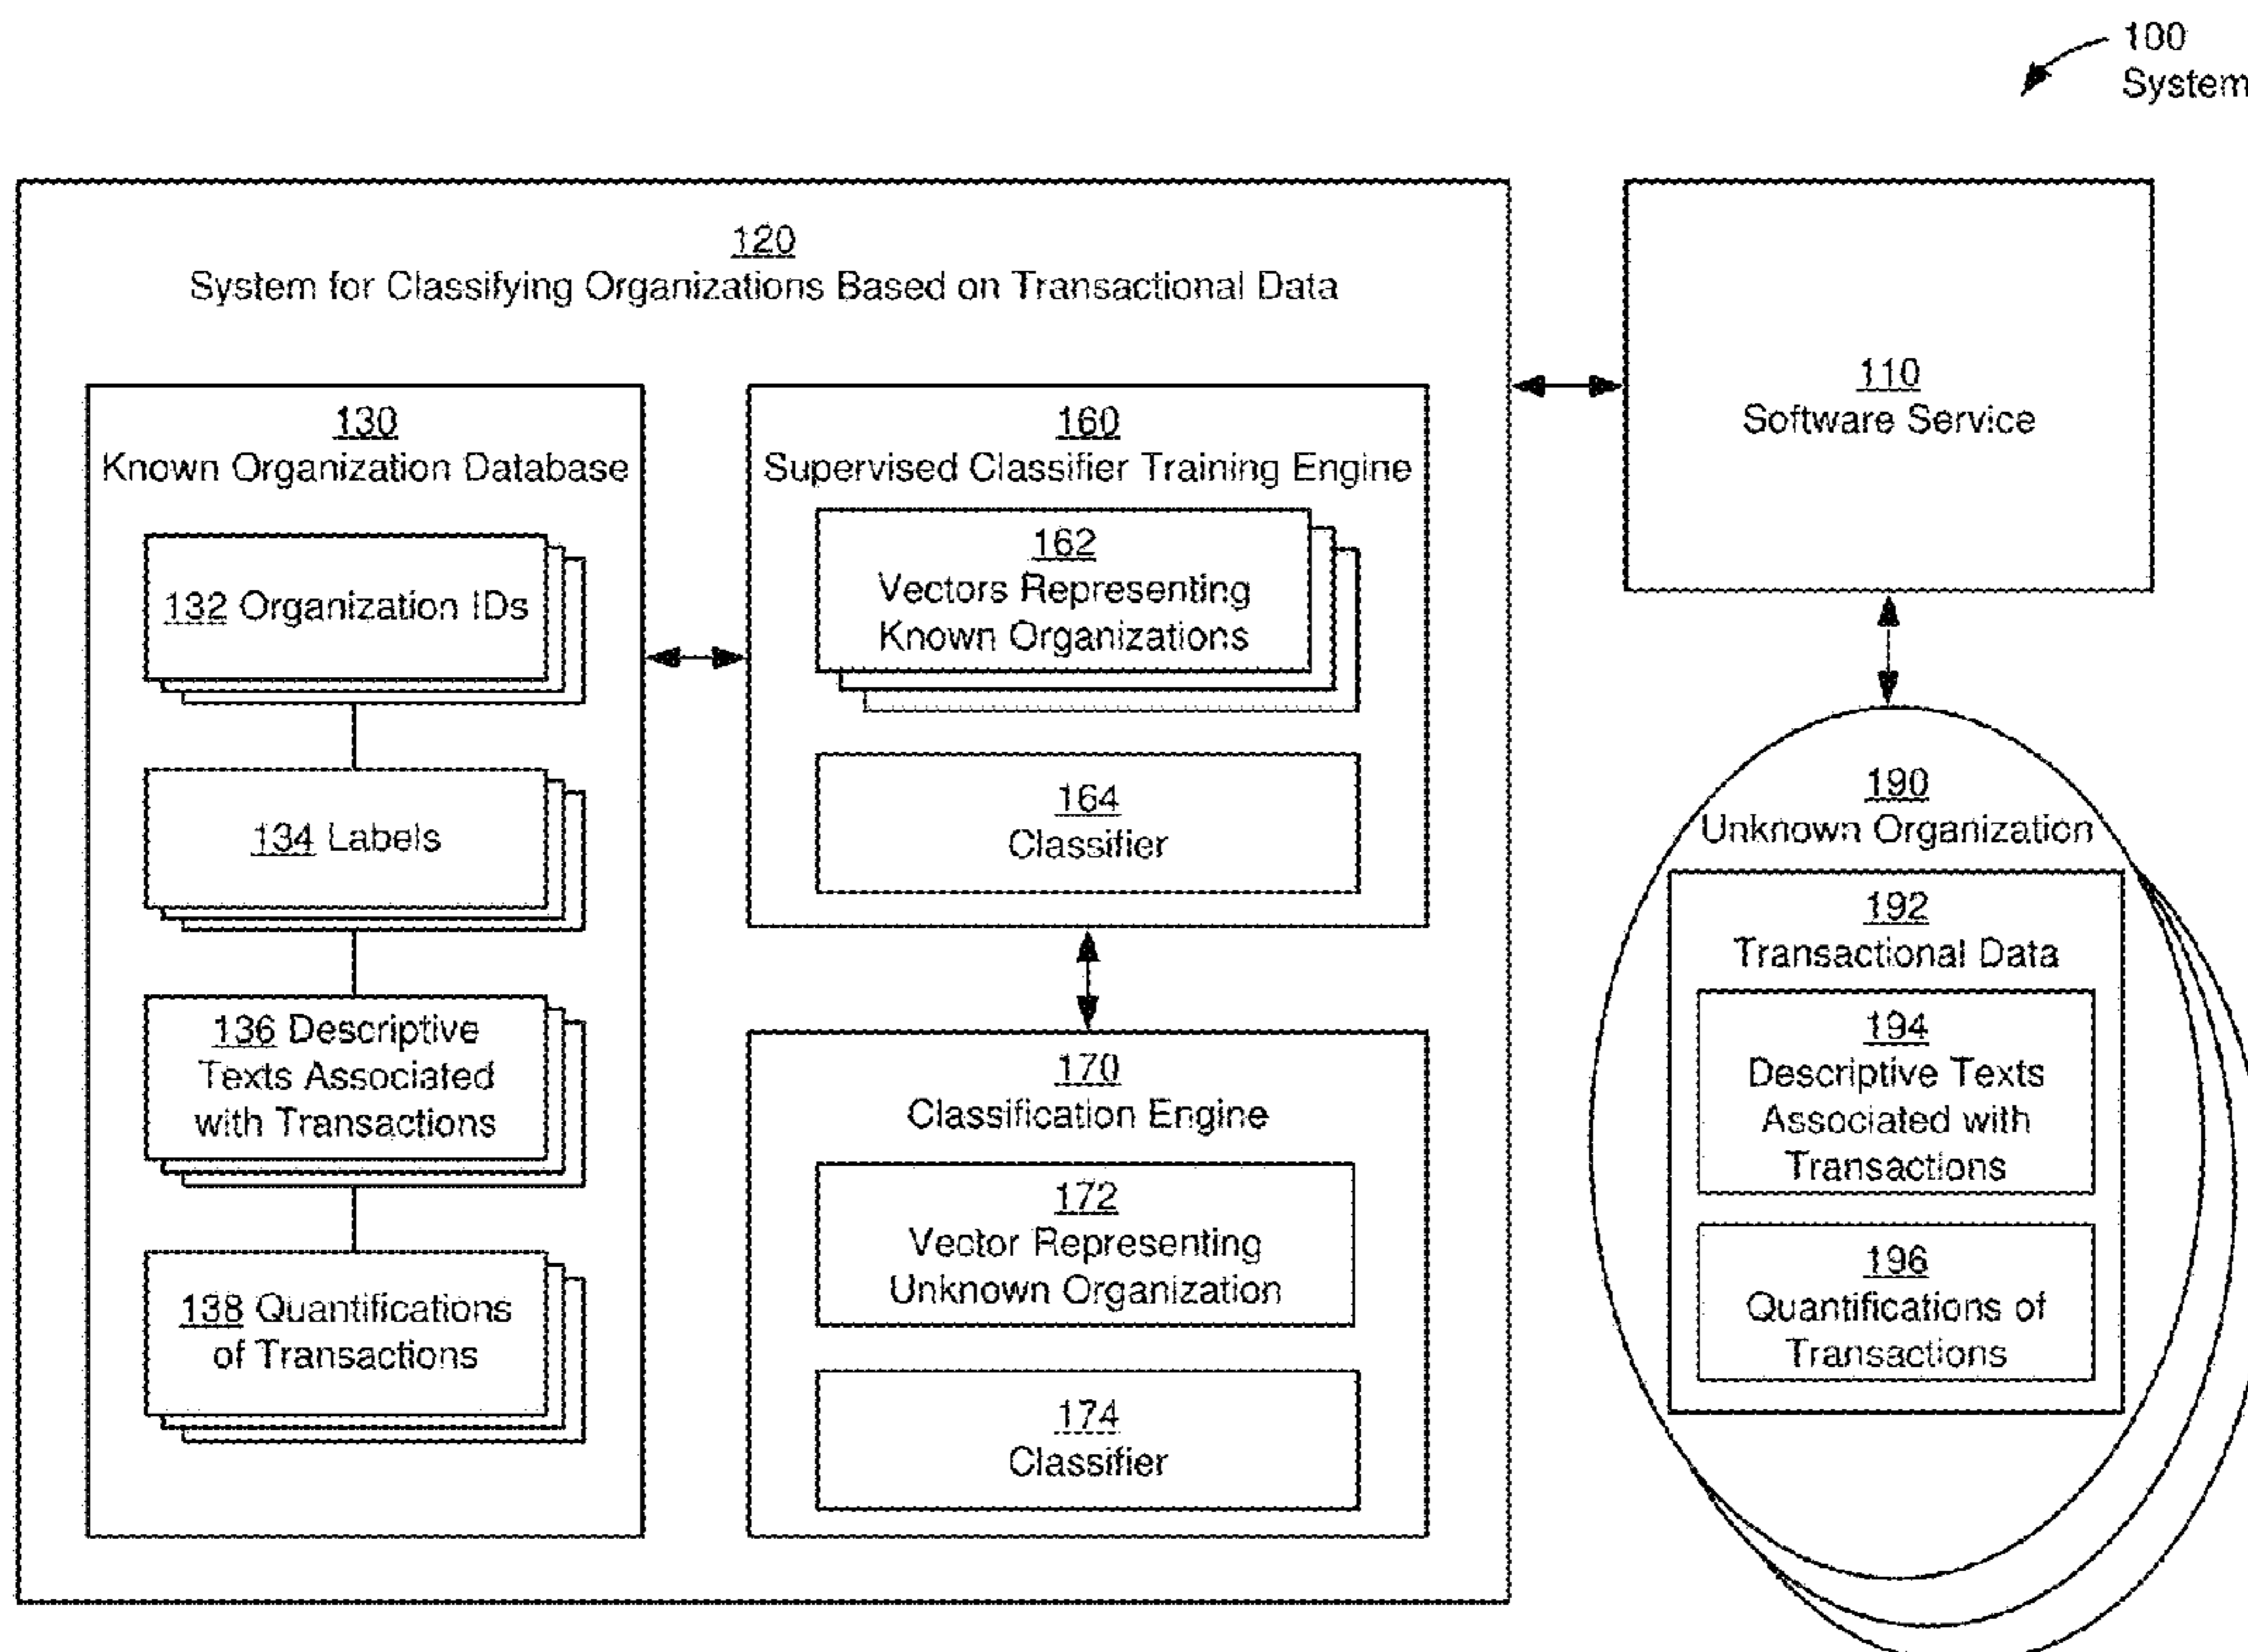 100
System
120
System for Classifying Organizations Based on Transactional Data
130
Known Organization Database
132 Organization IDs
134 Labels
136 Descriptive
Texts Associated
with Transactions
138 Quantifications
of Transactions
160
Supervised Classifier Training Engine
162
Vectors Representing
Known Organizations
164
Classifier
170
Classification Engine
172
Vector Representing
Unknown Organization
174
Classifier
110
Software Service
190
Unknown Organization
192
Transactional Data
194
Descriptive Texts
Associated with
Transactions
196
Quantifications of
Transactions